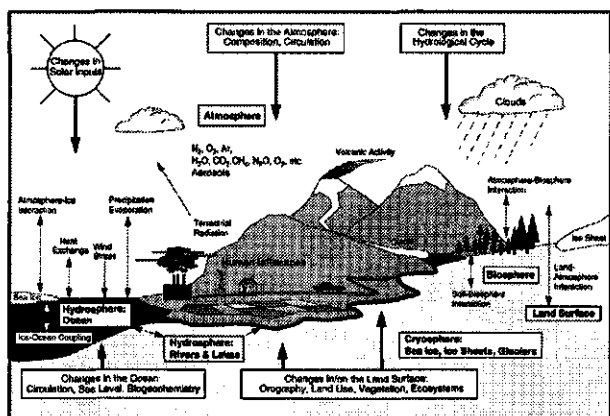 Changes in
Solar Inputs
Changes in the Atmosphere:
Composition, Circulation
Changes in the
Hydrological Cycle
Atmosphere
Clouds
N₂, O₂, Ar,
H₂O, CO₂, CH₄, N₂O, O₃, etc.
Aerosols
Volcanic Activity
Atmosphere-Biosphere
Interaction
Atmosphere-Ice
Interaction
Precipitation
Evaporation
Terrestrial
Radiation
Heat
Exchange
Wind
Stress
Human Influences
Ice Sheet
Sea Ice
Biosphere
Land-
Atmosphere
Interaction
Hydrosphere:
Ocean
Soil-Biosphere
Interaction
Land Surface
Ice-Ocean Coupling
Hydrosphere:
Rivers & Lakes
Cryosphere:
Sea Ice, Ice Sheets, Glaciers
Changes in the Ocean:
Circulation, Sea Level, Biogeochemistry
Changes in/on the Land Surface:
Orography, Land Use, Vegetation, Ecosystems